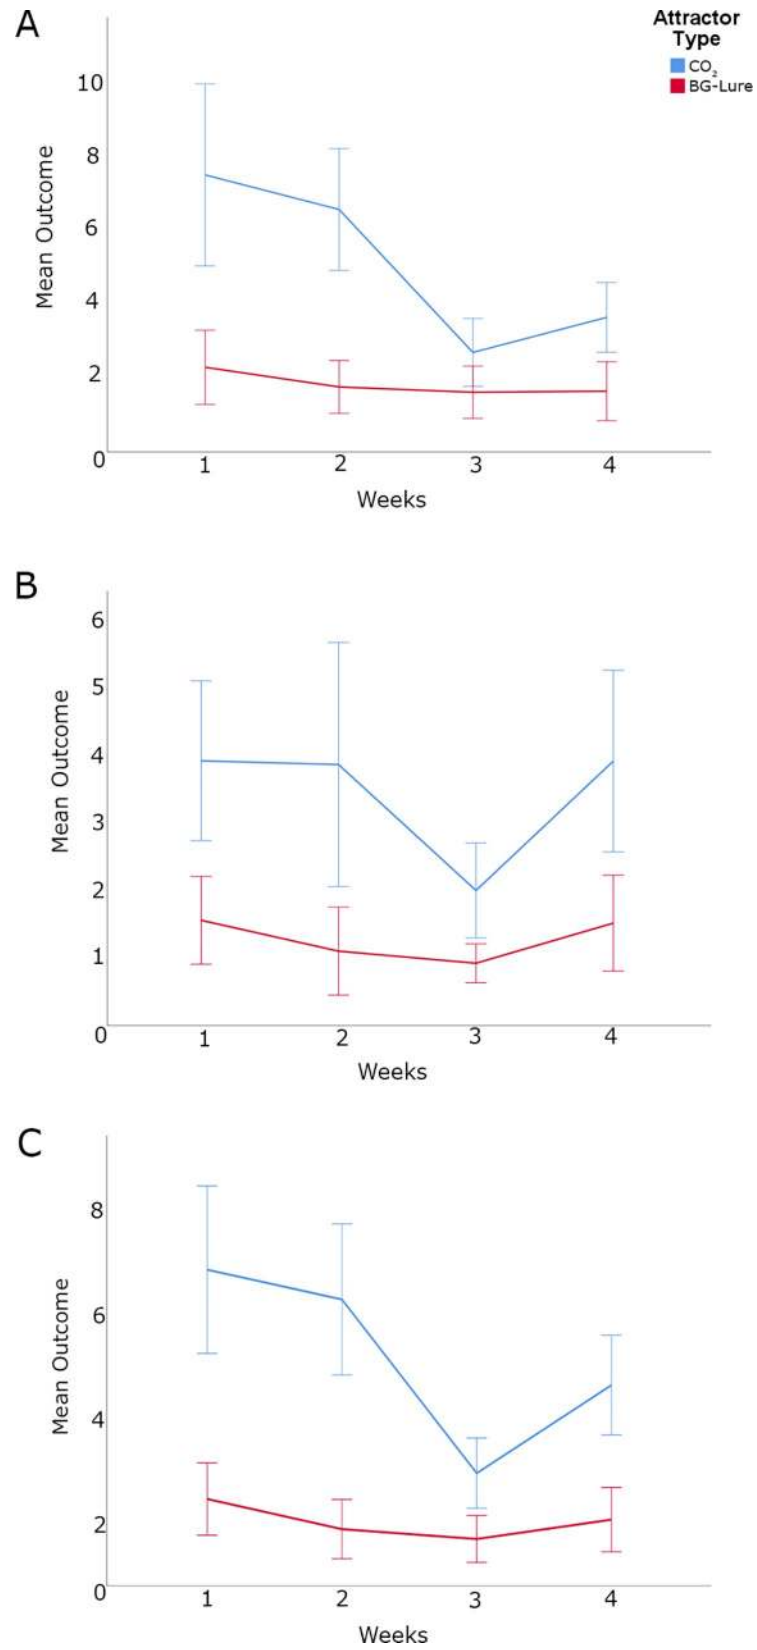 A
Attractor
Type
CO₂
BG-Lure
10
8
6
4
2
0
Mean Outcome
1 2 3 4
Weeks
B
6
5
4
3
2
1
0
Mean Outcome
1 2 3 4
Weeks
C
8
6
4
2
0
Mean Outcome
1 2 3 4
Weeks